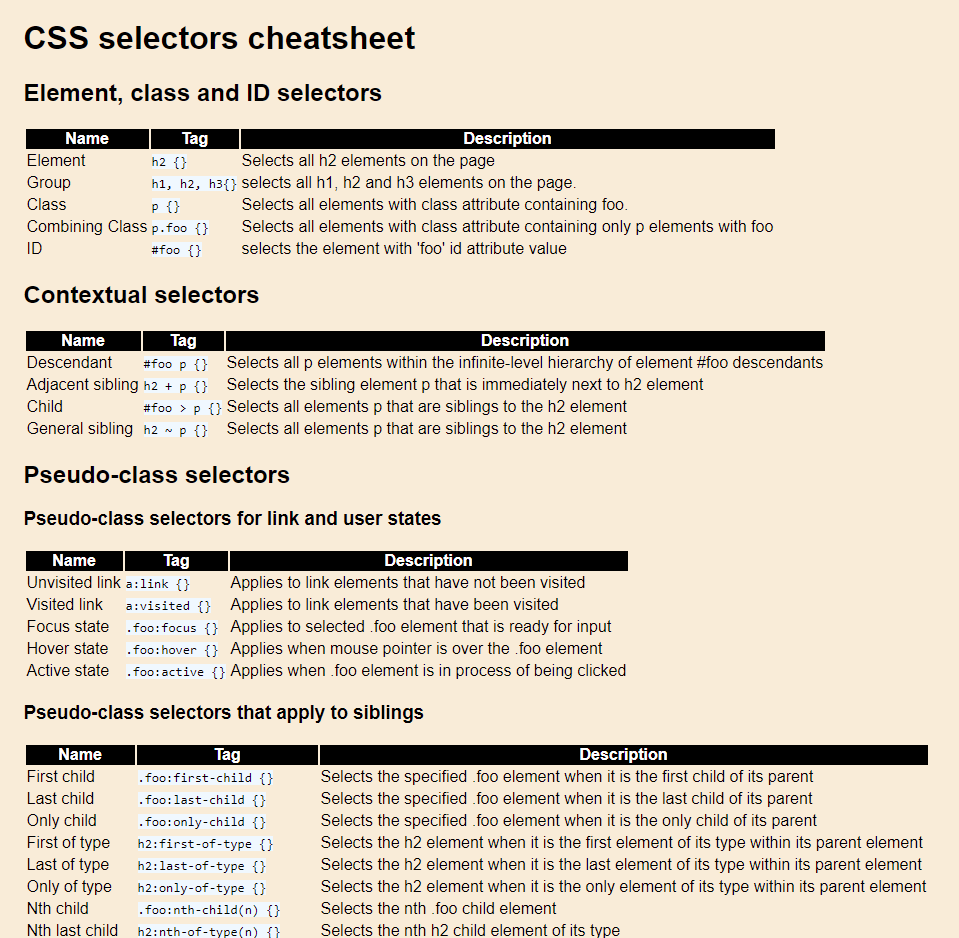 CSS selectors cheatsheet
Element, class and ID selectors
Name Tag Description
Element h2 {} Selects all h2 elements on the page
Group h1, h2, h3{} selects all h1, h2 and h3 elements on the page.
Class p {} Selects all elements with class attribute containing foo.
Combining Class p.foo {} Selects all elements with class attribute containing only p elements with foo
ID #foo {} selects the element with 'foo' id attribute value
Contextual selectors
Name Tag Description
Descendant #foo p {} Selects all p elements within the infinite-level hierarchy of element #foo descendants
Adjacent sibling h2 + p {} Selects the sibling element p that is immediately next to h2 element
Child #foo > p {} Selects all elements p that are siblings to the h2 element
General sibling h2 ~ p {} Selects all elements p that are siblings to the h2 element
Pseudo-class selectors
Pseudo-class selectors for link and user states
Name Tag Description
Unvisited link a:link {} Applies to link elements that have not been visited
Visited link a:visited {} Applies to link elements that have been visited
Focus state .foo:focus {} Applies to selected .foo element that is ready for input
Hover state .foo:hover {} Applies when mouse pointer is over the .foo element
Active state .foo:active {} Applies when .foo element is in process of being clicked
Pseudo-class selectors that apply to siblings
Name Tag Description
First child .foo:first-child {} Selects the specified .foo element when it is the first child of its parent
Last child .foo:last-child {} Selects the specified .foo element when it is the last child of its parent
Only child .foo:only-child {} Selects the specified .foo element when it is the only child of its parent
First of type h2:first-of-type {} Selects the h2 element when it is the first element of its type within its parent element
Last of type h2:last-of-type {} Selects the h2 element when it is the last element of its type within its parent element
Only of type h2:only-of-type {} Selects the h2 element when it is the only element of its type within its parent element
Nth child .foo:nth-child(n) {} Selects the nth .foo child element
Nth last child h2:nth-of-type(n) {} Selects the nth h2 child element of its type